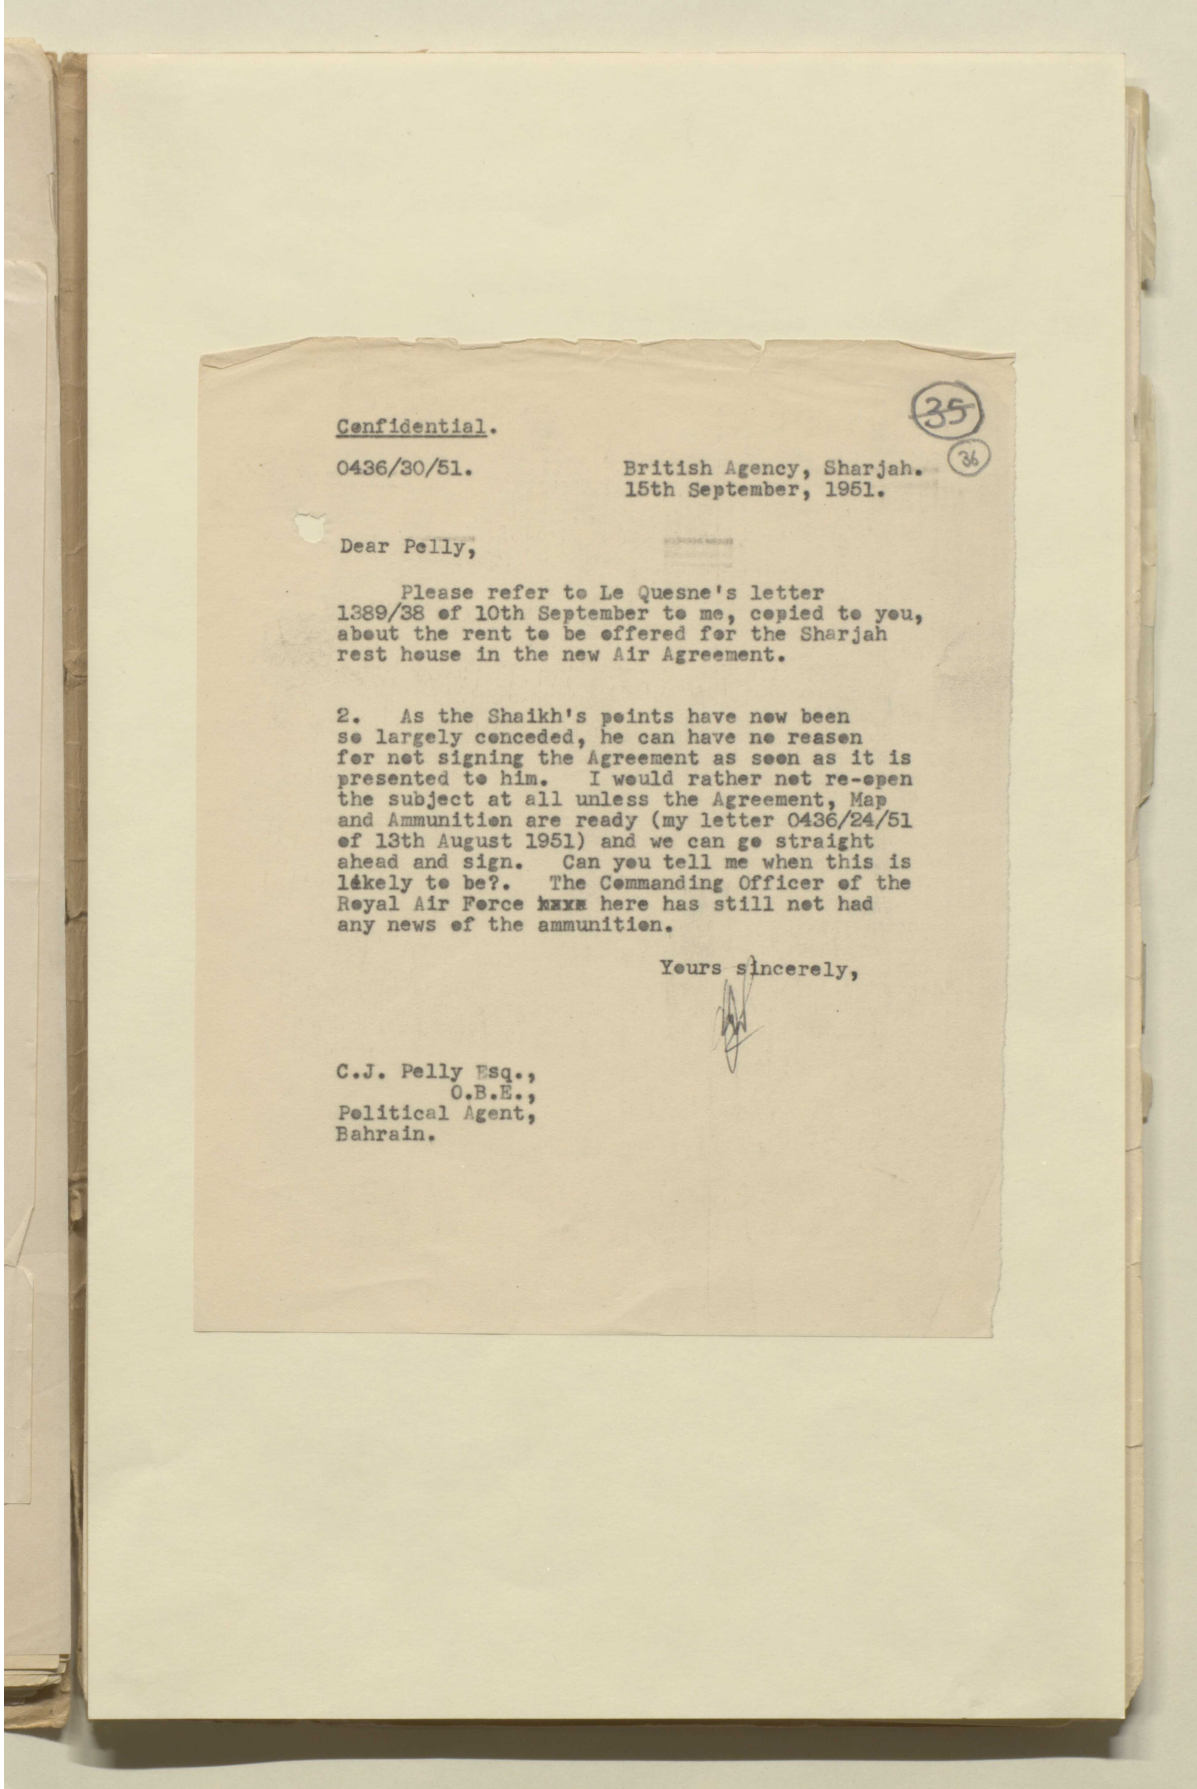 35
36
Confidential.
0436/30/51.
British Agency, Sharjah.
15th September, 1951.
Dear Pelly,
Please refer to Le Quesne's letter
1389/38 of 10th September to me, copied to you,
about the rent to be offered for the Sharjah
rest house in the new Air Agreement.
2. As the Shaikh's points have now been
so largely conceded, he can have no reason
for not signing the Agreement as soon as it is
presented to him. I would rather not re-open
the subject at all unless the Agreement, Map
and Ammunition are ready (my letter 0436/24/51
of 13th August 1951) and we can go straight
ahead and sign. Can you tell me when this is
likely to be?. The Commanding Officer of the
Royal Air Force here has still not had
any news of the ammunition.
Yours sincerely,
C.J. Pelly Esq.,
O.B.E.,
Political Agent,
Bahrain.